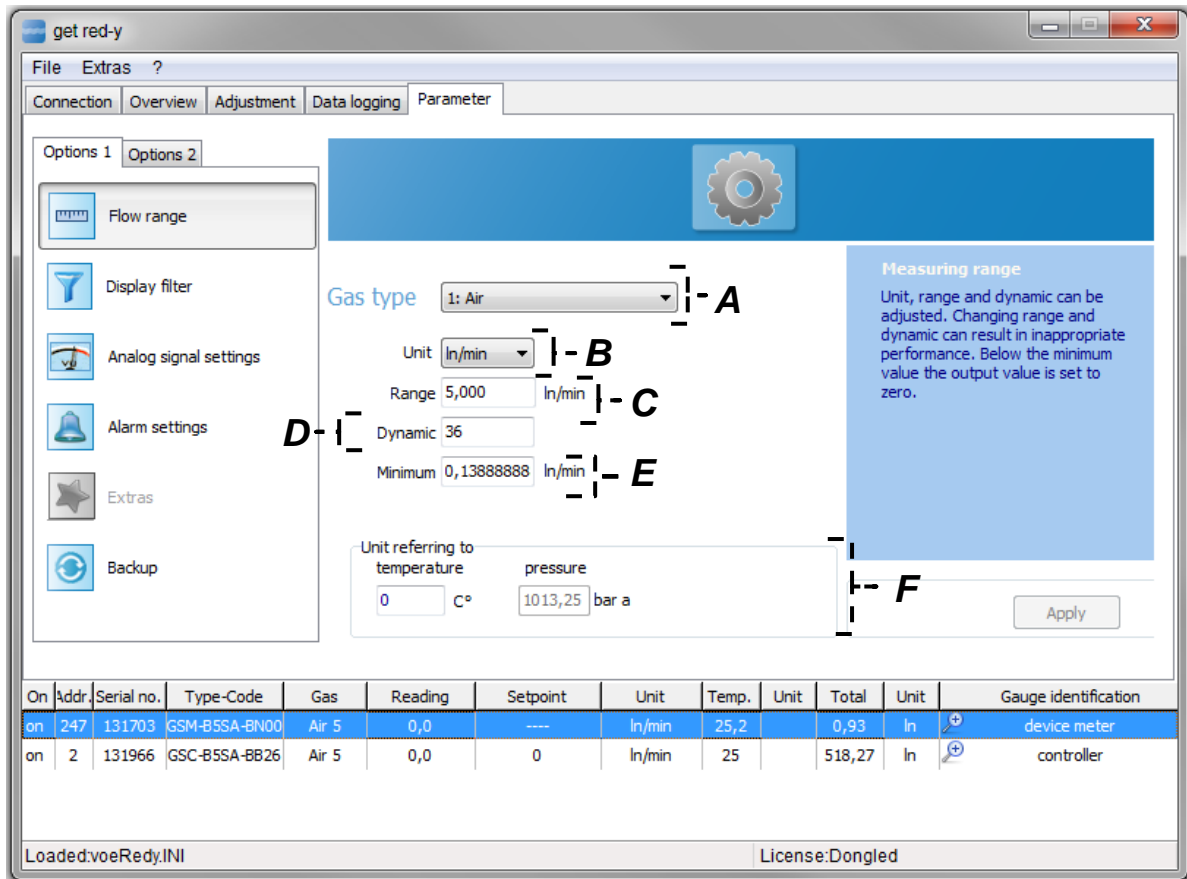 get red-y
File Extras ?
Connection Overview Adjustment Data logging Parameter
Options 1 Options 2
Flow range
Display filter
Analog signal settings
Alarm settings
Extras
Backup
Gas type 1: Air A
Unit ln/min B
Range 5,000 ln/min C
D Dynamic 36
Minimum 0,13888888 ln/min E
Unit referring to
temperature pressure
0 C° 1013,25 bar a
F
Measuring range
Unit, range and dynamic can be
adjusted. Changing range and
dynamic can result in inappropriate
performance. Below the minimum
value the output value is set to
zero.
Apply
On Addr. Serial no. Type-Code Gas Reading Setpoint Unit Temp. Unit Total Unit Gauge identification
on 247 131703 GSM-B5SA-BN00 Air 5 0,0 ---- ln/min 25,2 0,93 ln device meter
on 2 131966 GSC-B5SA-BB26 Air 5 0,0 0 ln/min 25 518,27 ln controller
Loaded:voeRedy.INI License:Dongled